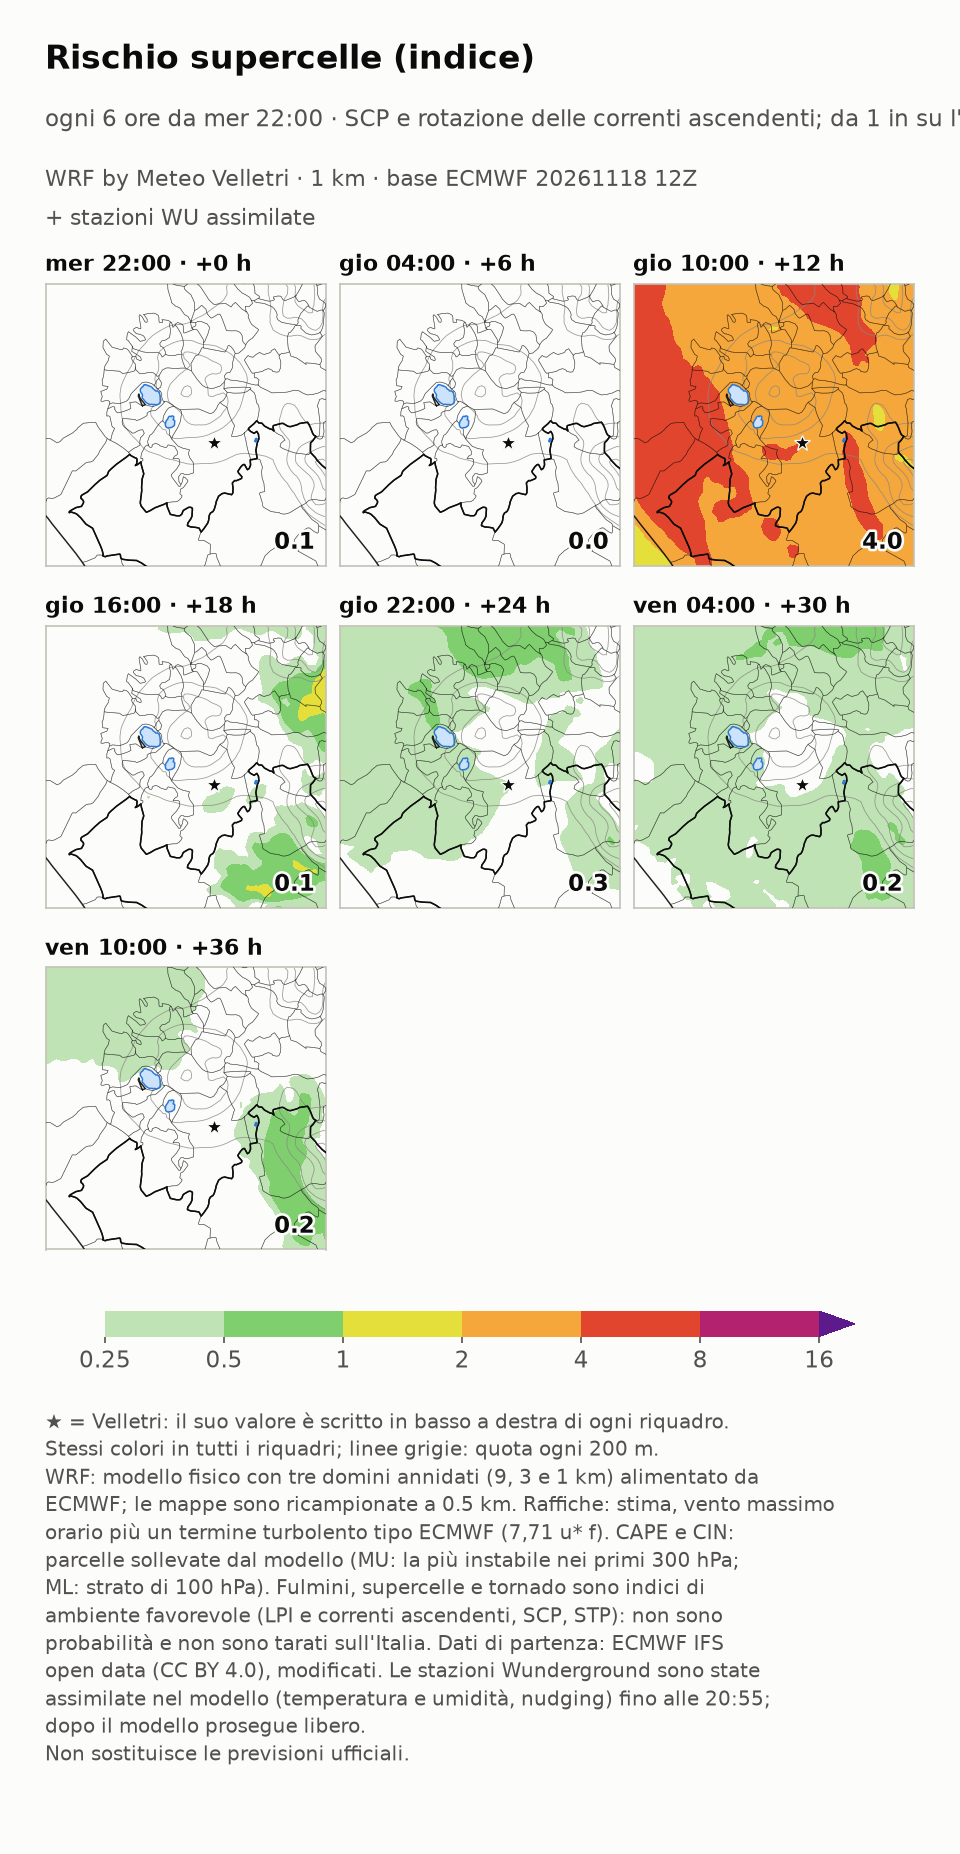 Rischio supercelle (indice)
ogni 6 ore da mer 22:00 · SCP e rotazione delle correnti ascendenti; da 1 in su l'
WRF by Meteo Velletri · 1 km · base ECMWF 20261118 12Z
+ stazioni WU assimilate
mer 22:00 · +0 h
gio 04:00 · +6 h
gio 10:00 · +12 h
0.1
0.0
4.0
gio 16:00 · +18 h
gio 22:00 · +24 h
ven 04:00 · +30 h
0.1
0.3
0.2
ven 10:00 · +36 h
0.2
0.25 0.5 1 2 4 8 16
★ = Velletri: il suo valore è scritto in basso a destra di ogni riquadro.
Stessi colori in tutti i riquadri; linee grigie: quota ogni 200 m.
WRF: modello fisico con tre domini annidati (9, 3 e 1 km) alimentato da
ECMWF; le mappe sono ricampionate a 0.5 km. Raffiche: stima, vento massimo
orario più un termine turbolento tipo ECMWF (7,71 u* f). CAPE e CIN:
parcelle sollevate dal modello (MU: la più instabile nei primi 300 hPa;
ML: strato di 100 hPa). Fulmini, supercelle e tornado sono indici di
ambiente favorevole (LPI e correnti ascendenti, SCP, STP): non sono
probabilità e non sono tarati sull'Italia. Dati di partenza: ECMWF IFS
open data (CC BY 4.0), modificati. Le stazioni Wunderground sono state
assimilate nel modello (temperatura e umidità, nudging) fino alle 20:55;
dopo il modello prosegue libero.
Non sostituisce le previsioni ufficiali.